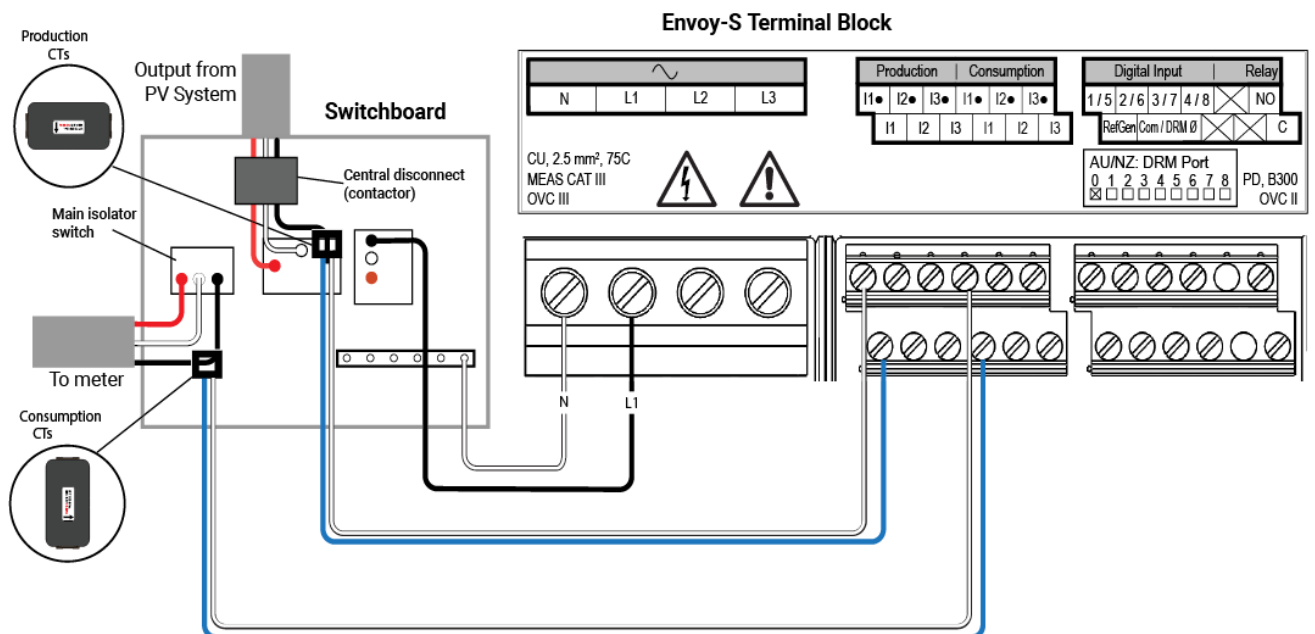 Envoy-S Terminal Block
Production
CTs
Output from
PV System
Switchboard
Central disconnect
(contactor)
Main isolator
switch
To meter
Consumption
CTs
N L1 L2 L3
CU, 2.5 mm², 75C
MEAS CAT III
OVC III
Production | Consumption
I1● I2● I3● I1● I2● I3●
I1 I2 I3 I1 I2 I3
Digital Input | Relay
1 / 5 2 / 6 3 / 7 4 / 8 NO
RefGen Com / DRM Ø C
AU/NZ: DRM Port
0 1 2 3 4 5 6 7 8
PD, B300
OVC II
N L1